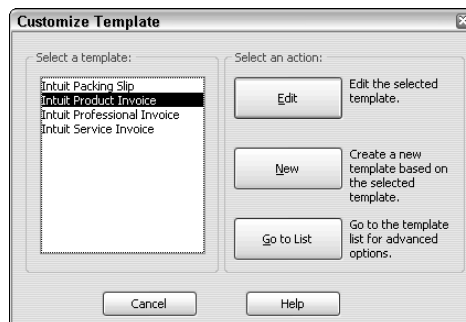 Customize Template
Select a template:
Intuit Packing Slip
Intuit Product Invoice
Intuit Professional Invoice
Intuit Service Invoice
Select an action:
Edit
Edit the selected
template.
New
Create a new
template based on
the selected
template.
Go to List
Go to the template
list for advanced
options.
Cancel
Help